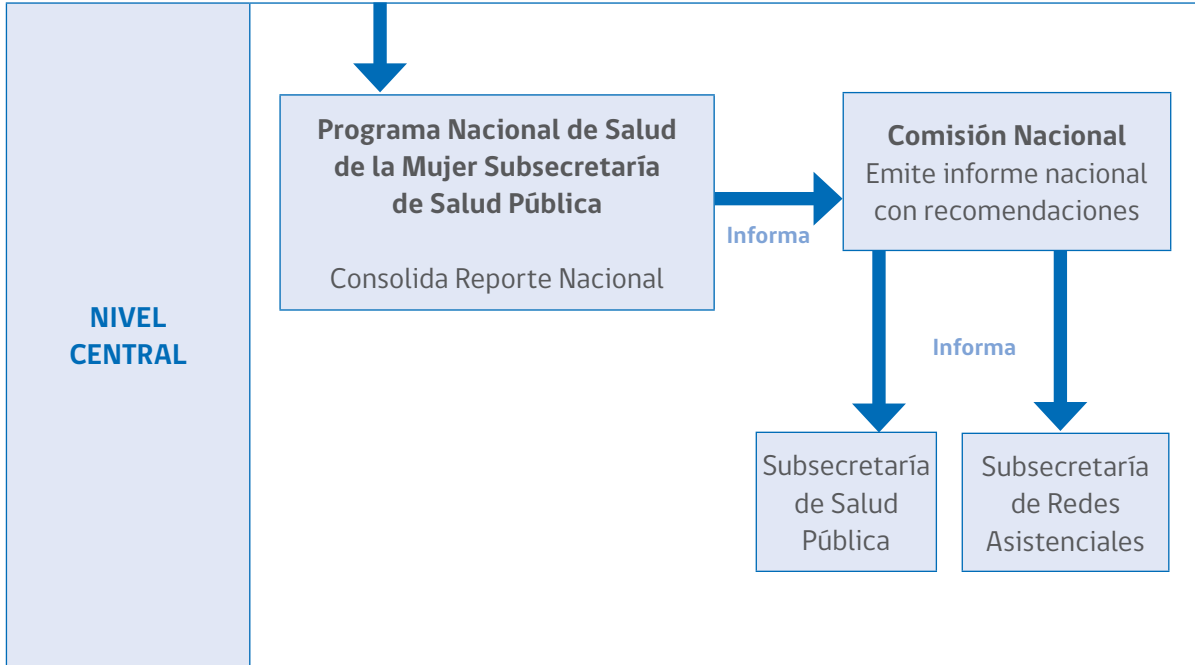 NIVEL
CENTRAL
Programa Nacional de Salud
de la Mujer Subsecretaría
de Salud Pública
Consolida Reporte Nacional
Informa
Comisión Nacional
Emite informe nacional
con recomendaciones
Informa
Subsecretaría
de Salud
Pública
Subsecretaría
de Redes
Asistenciales